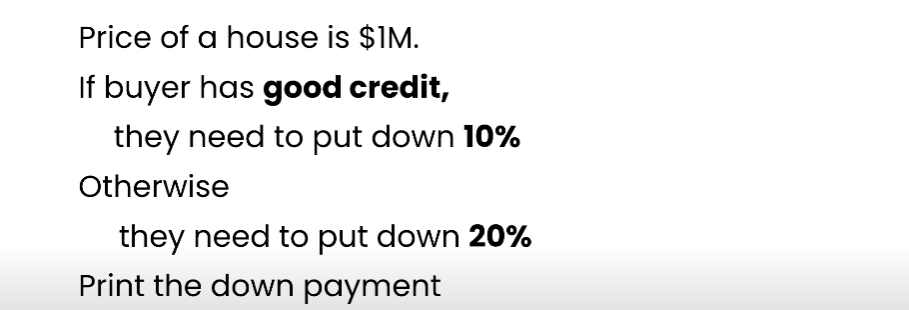 Price of a house is $1M.
If buyer has good credit,
they need to put down 10%
Otherwise
they need to put down 20%
Print the down payment